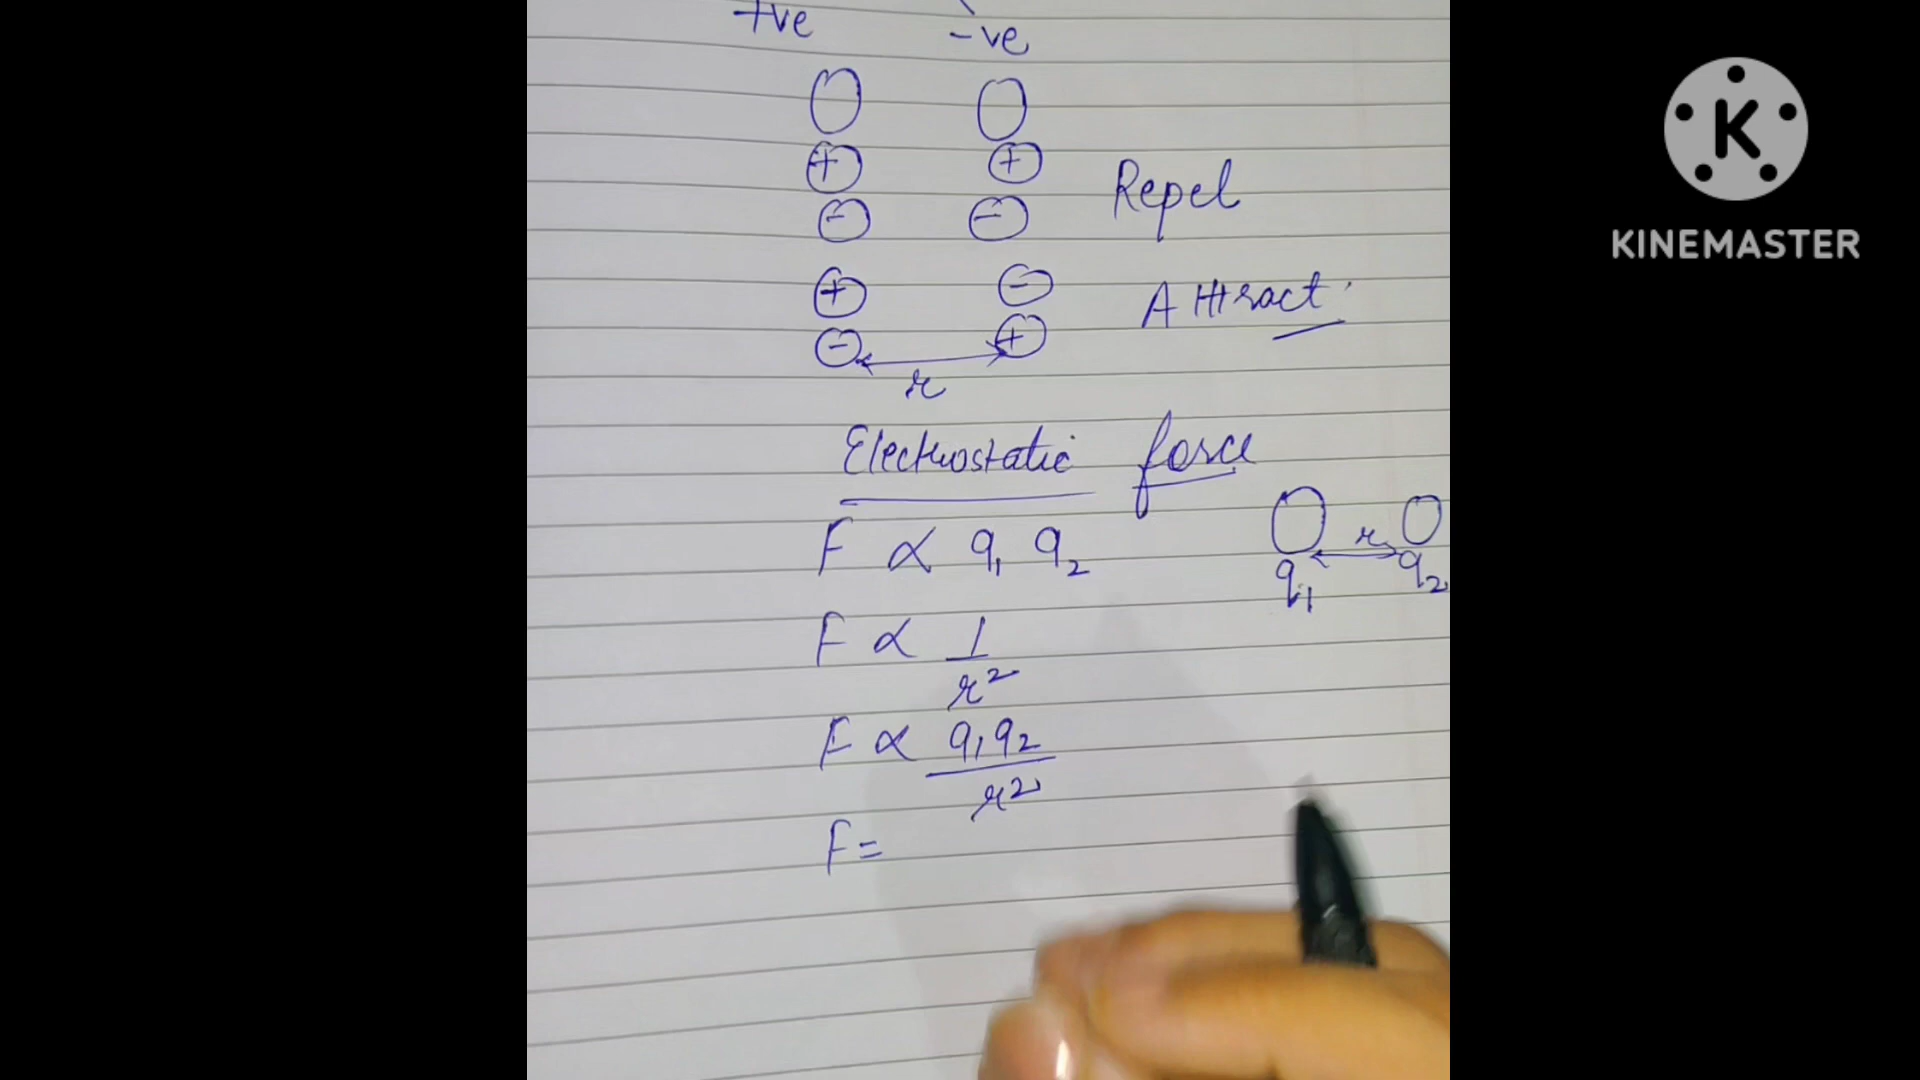 +ve -ve
+ +
Repel
- -
+ -
Attract
- +
r
Electrostatic force
F ∝ q₁ q₂
r
q₁ q₂
F ∝ 1/r²
F ∝ q₁q₂/r²
F=
K
KINEMASTER